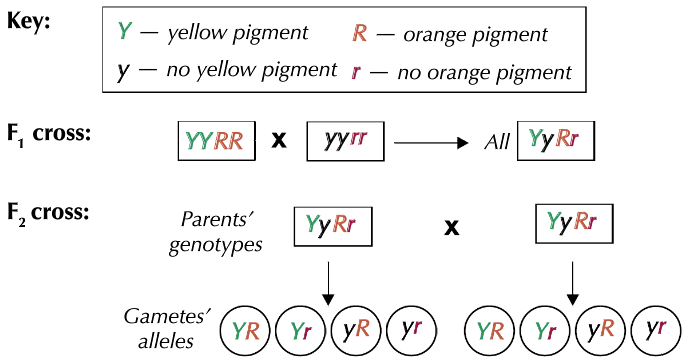 Key:
Y — yellow pigment R — orange pigment
y — no yellow pigment r — no orange pigment
F₁ cross: YYRR x yyrr All YyRr
F₂ cross:
Parents' genotypes YyRr x YyRr
Gametes' alleles YR Yr yR yr YR Yr yR yr